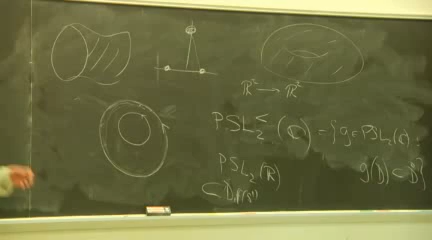 ℝ² → ℝ²
PSL₂^<(ℂ) = {g ∈ PSL₂(ℂ) :
g(𝔻) ⊂ 𝔻}
PSL₂(ℝ)